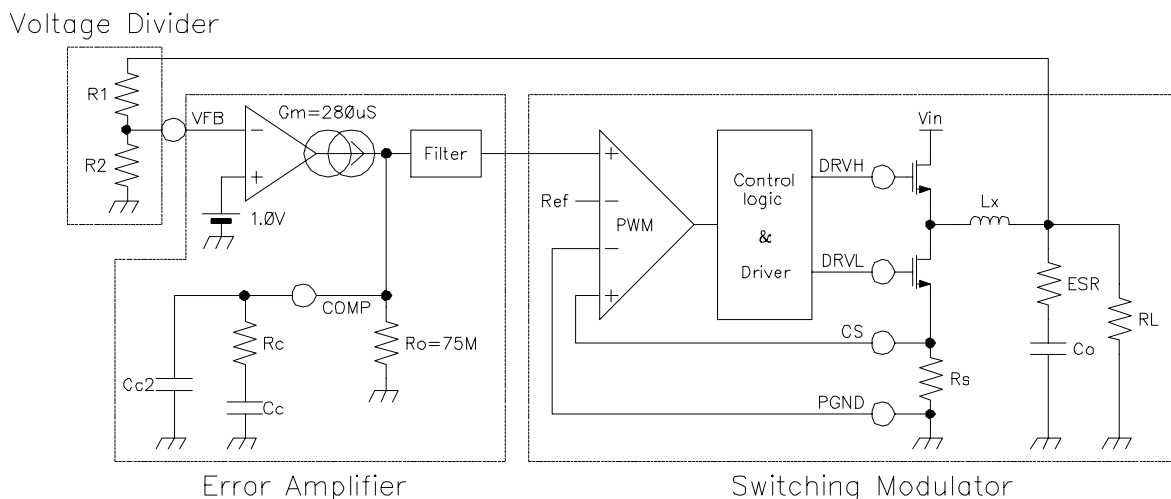 Voltage Divider
R1
R2
VFB
Gm=280uS
1.0V
Filter
Ref
PWM
Control
logic
&
Driver
DRVH
DRVL
CS
PGND
Vin
Lx
ESR
RL
Co
Rs
COMP
Rc
Ro=75M
Cc2
Cc
Error Amplifier
Switching Modulator